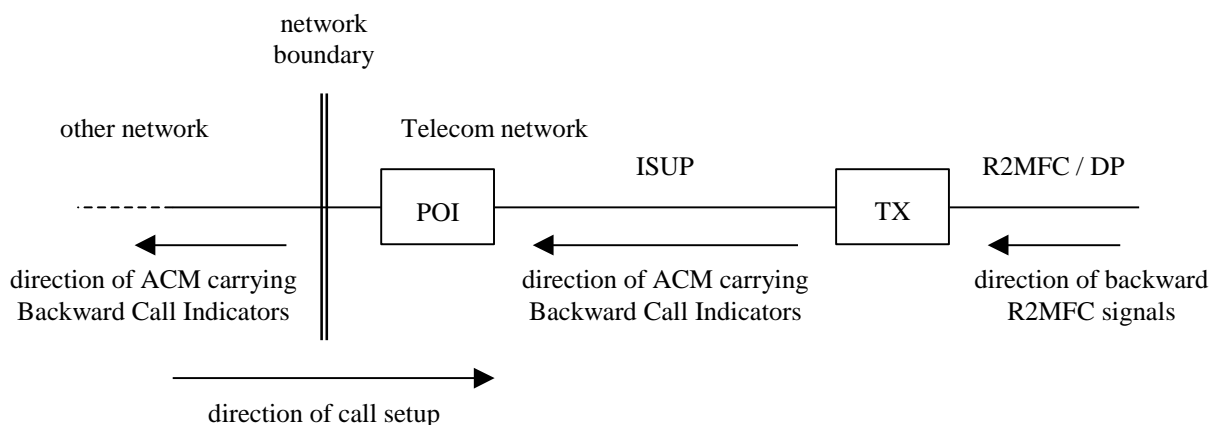 network
boundary
other network
Telecom network
ISUP
R2MFC / DP
POI
TX
direction of ACM carrying
Backward Call Indicators
direction of ACM carrying
Backward Call Indicators
direction of backward
R2MFC signals
direction of call setup